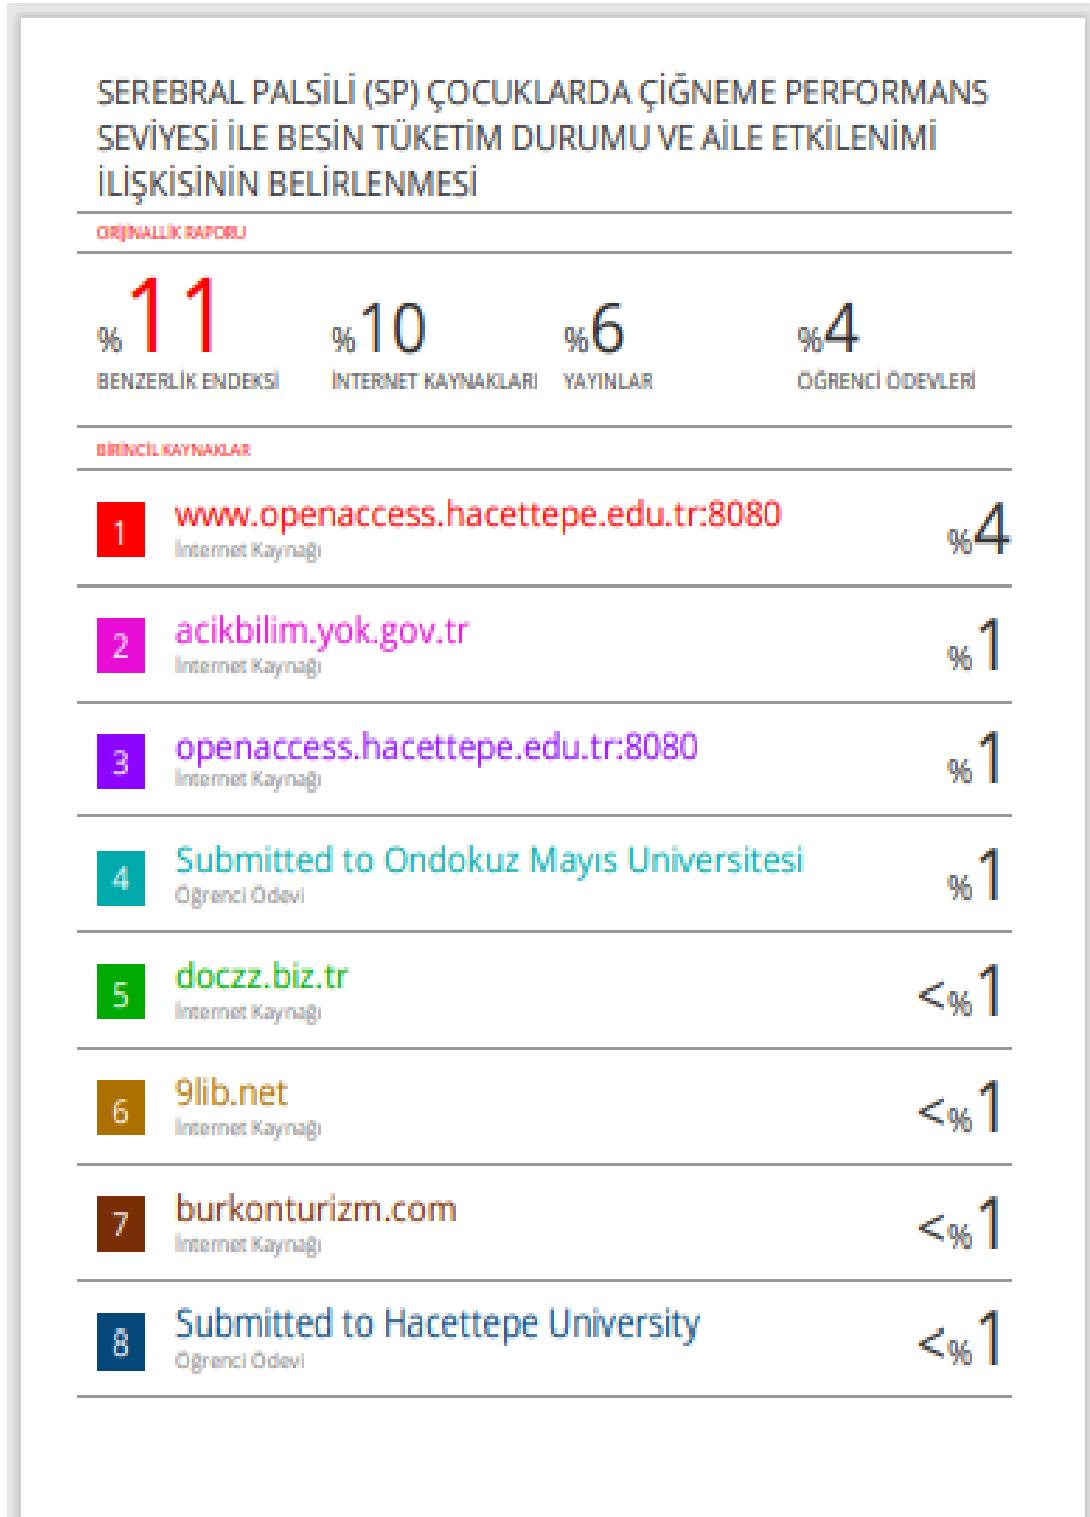 SEREBRAL PALSİLİ (SP) ÇOCUKLARDA ÇİĞNEME PERFORMANS
SEVİYESİ İLE BESİN TÜKETİM DURUMU VE AİLE ETKİLENİMİ
İLİŞKİSİNİN BELİRLENMESİ
ORİJİNALLİK RAPORU
%11 %10 %6 %4
BENZERLİK ENDEKSİ İNTERNET KAYNAKLARI YAYINLAR ÖĞRENCİ ÖDEVLERİ
BİRİNCİL KAYNAKLAR
1 www.openaccess.hacettepe.edu.tr:8080 %4
İnternet Kaynağı
2 acikbilim.yok.gov.tr %1
İnternet Kaynağı
3 openaccess.hacettepe.edu.tr:8080 %1
İnternet Kaynağı
4 Submitted to Ondokuz Mayıs Universitesi %1
Öğrenci Ödevi
5 doczz.biz.tr <%1
İnternet Kaynağı
6 9lib.net <%1
İnternet Kaynağı
7 burkonturizm.com <%1
İnternet Kaynağı
8 Submitted to Hacettepe University <%1
Öğrenci Ödevi